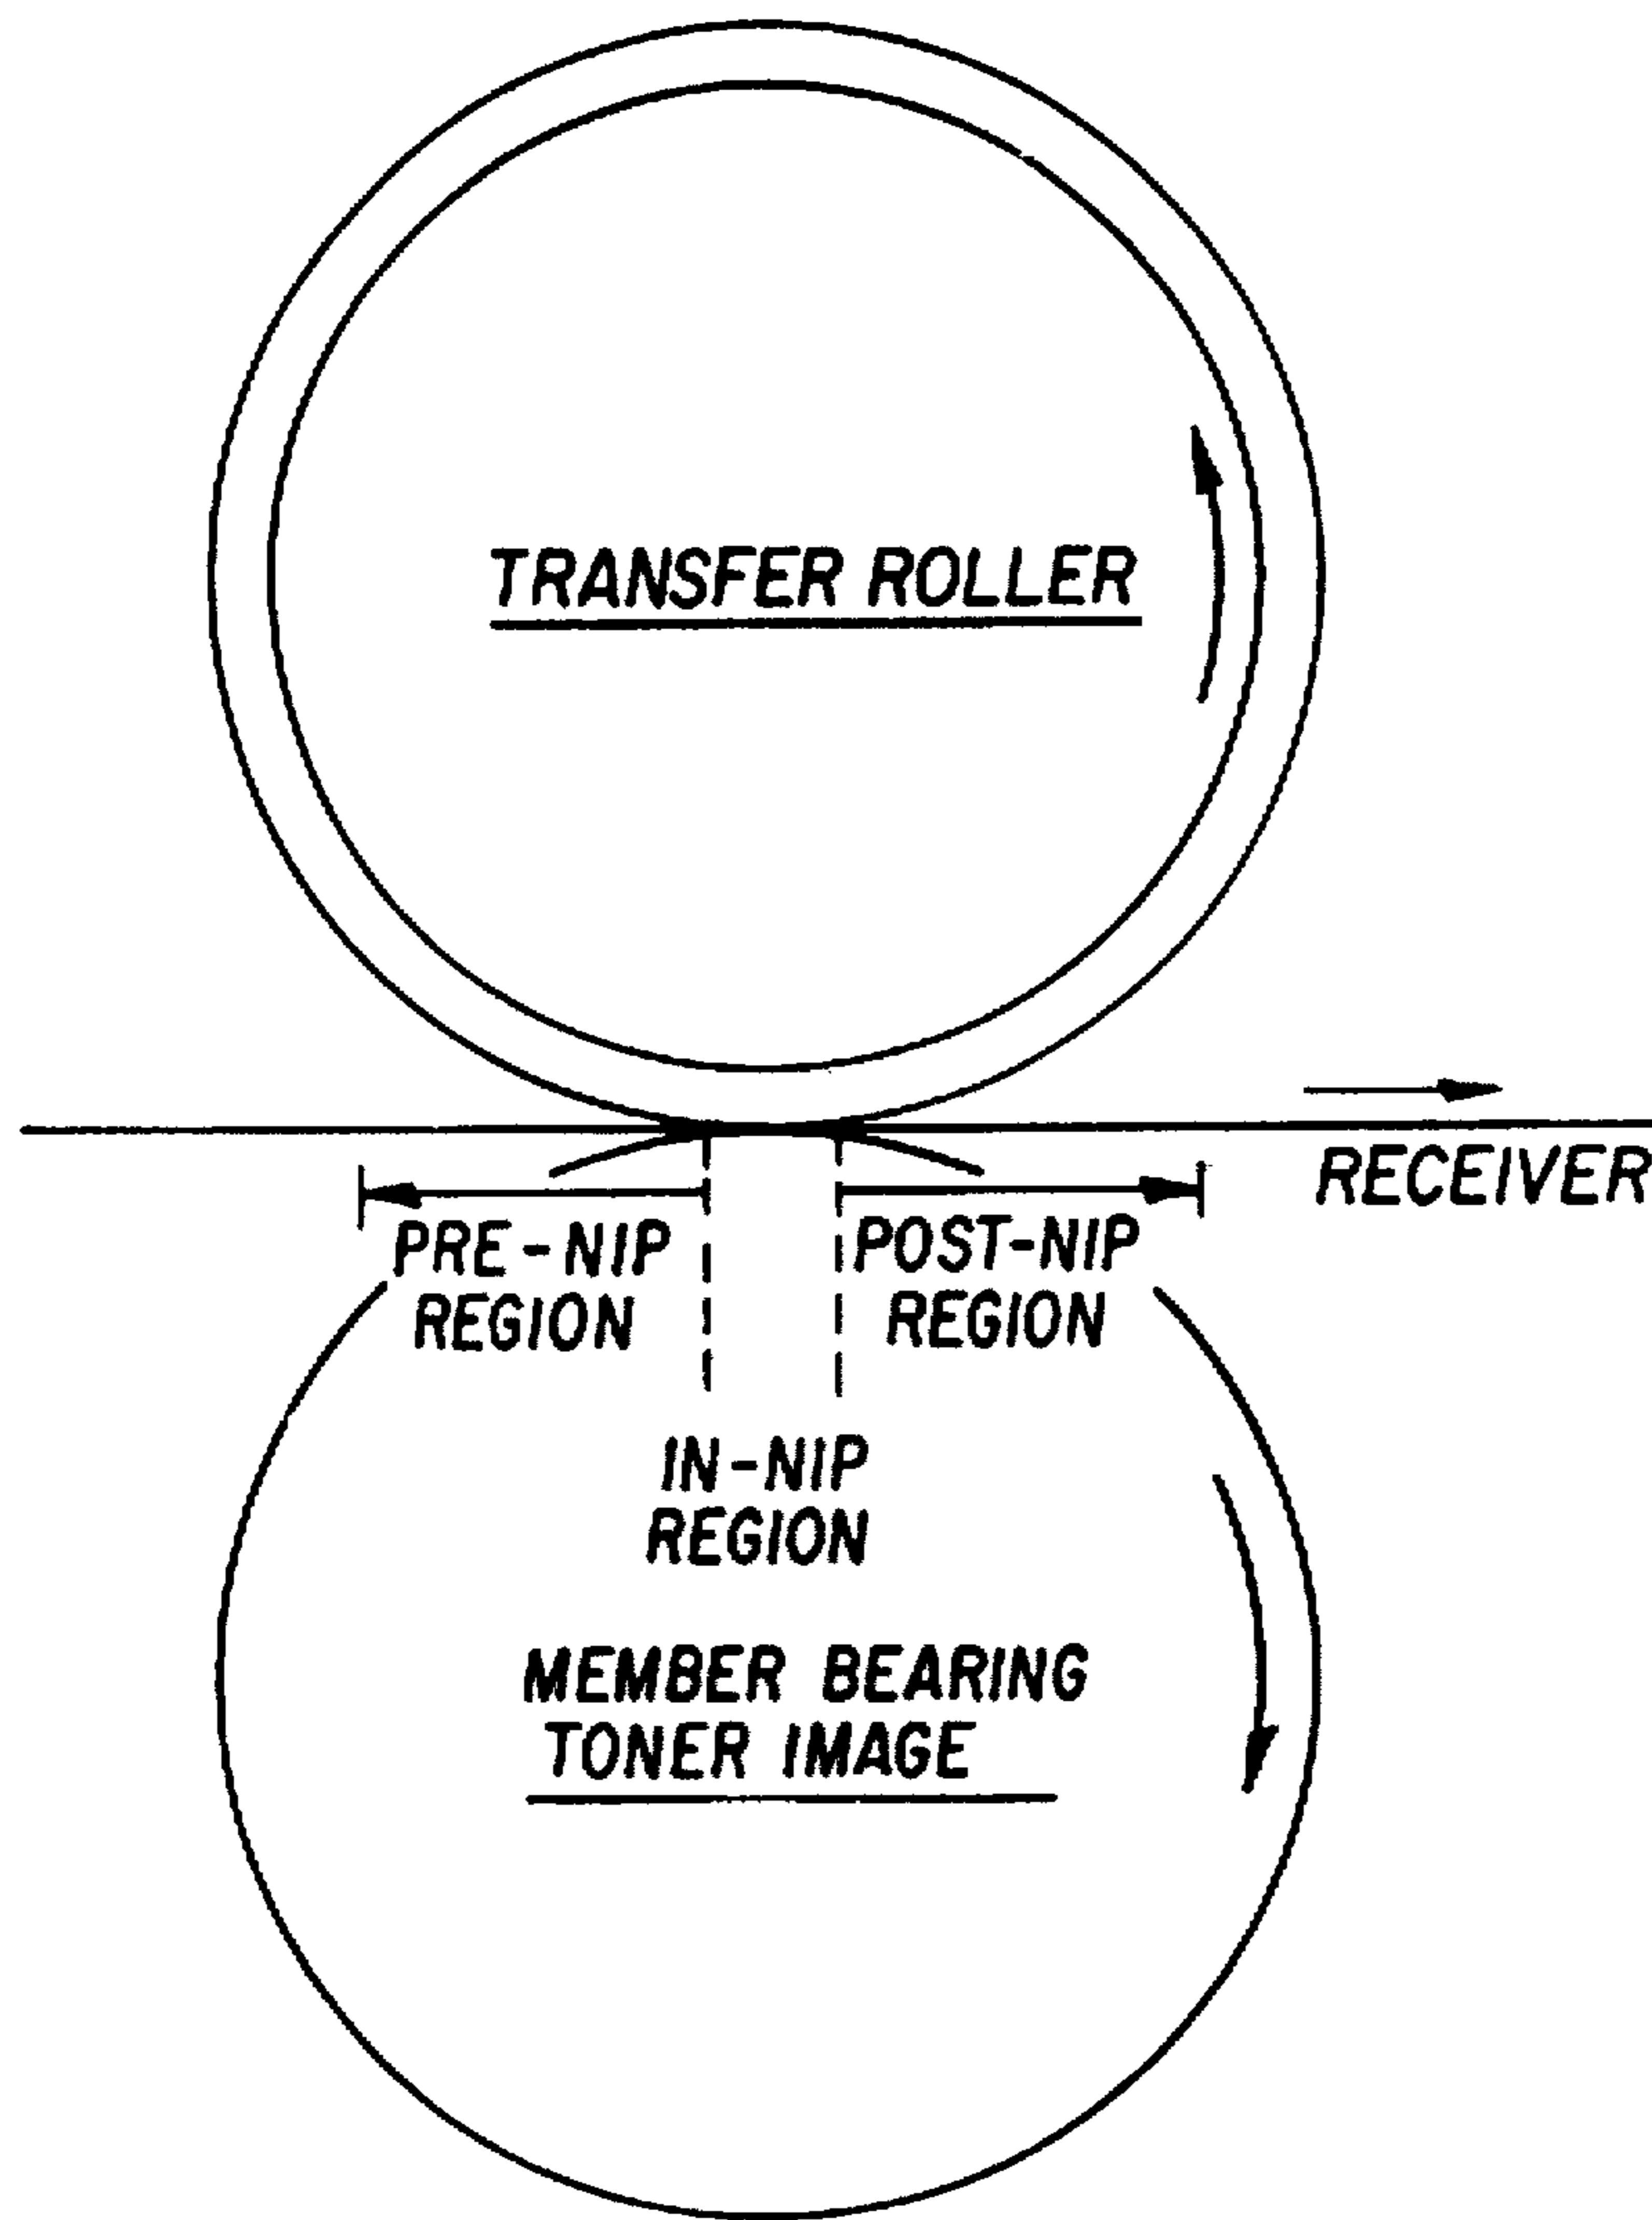 TRANSFER ROLLER
RECEIVER
PRE-NIP
REGION
POST-NIP
REGION
IN-NIP
REGION
MEMBER BEARING
TONER IMAGE